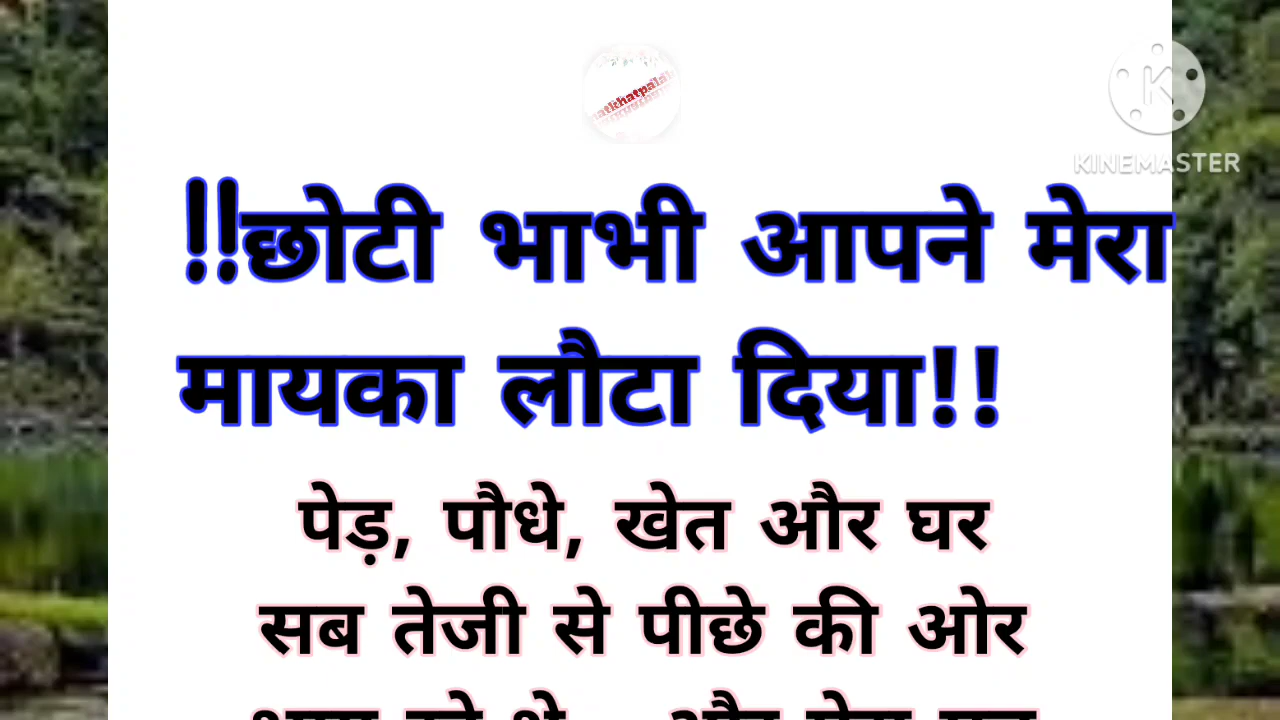 KINEMASTER
!!छोटी भाभी आपने मेरा
मायका लौटा दिया!!
पेड़, पौधे, खेत और घर
सब तेजी से पीछे की ओर